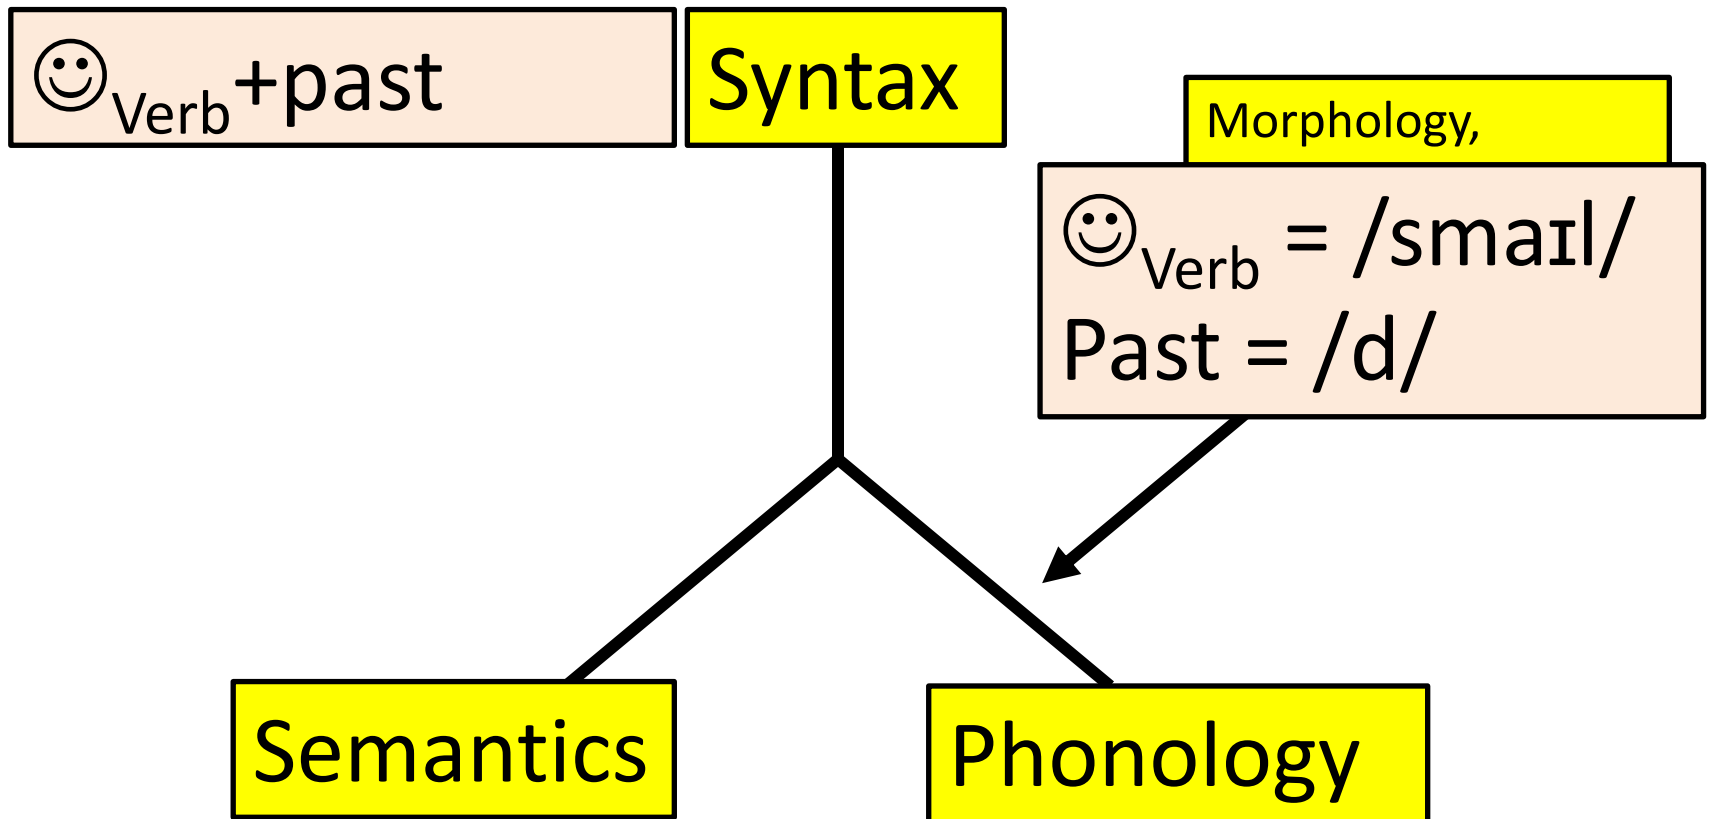 ☺Verb+past
Syntax
Morphology,
☺Verb = /smaɪl/
Past = /d/
Semantics
Phonology